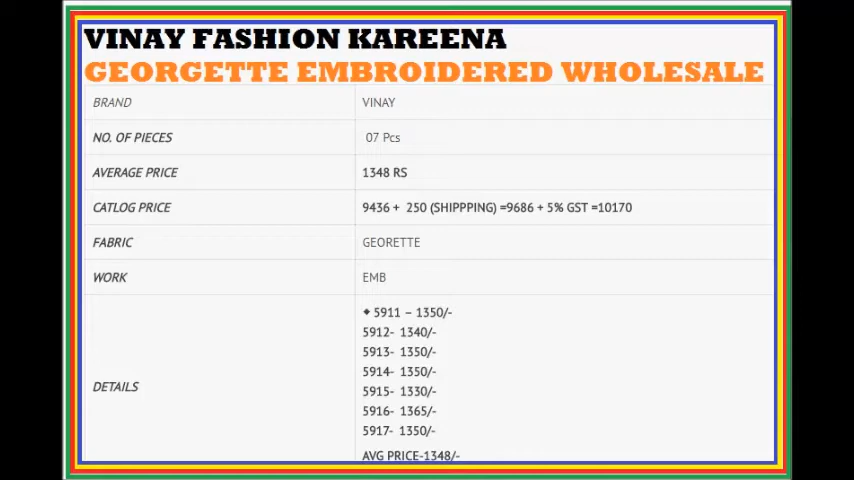 VINAY FASHION KAREENA
GEORGETTE EMBROIDERED WHOLESALE
BRAND VINAY
NO. OF PIECES 07 Pcs
AVERAGE PRICE 1348 RS
CATLOG PRICE 9436 + 250 (SHIPPPING) =9686 + 5% GST =10170
FABRIC GEORETTE
WORK EMB
DETAILS
◆ 5911 – 1350/-
5912- 1340/-
5913- 1350/-
5914- 1350/-
5915- 1330/-
5916- 1365/-
5917- 1350/-
AVG PRICE-1348/-